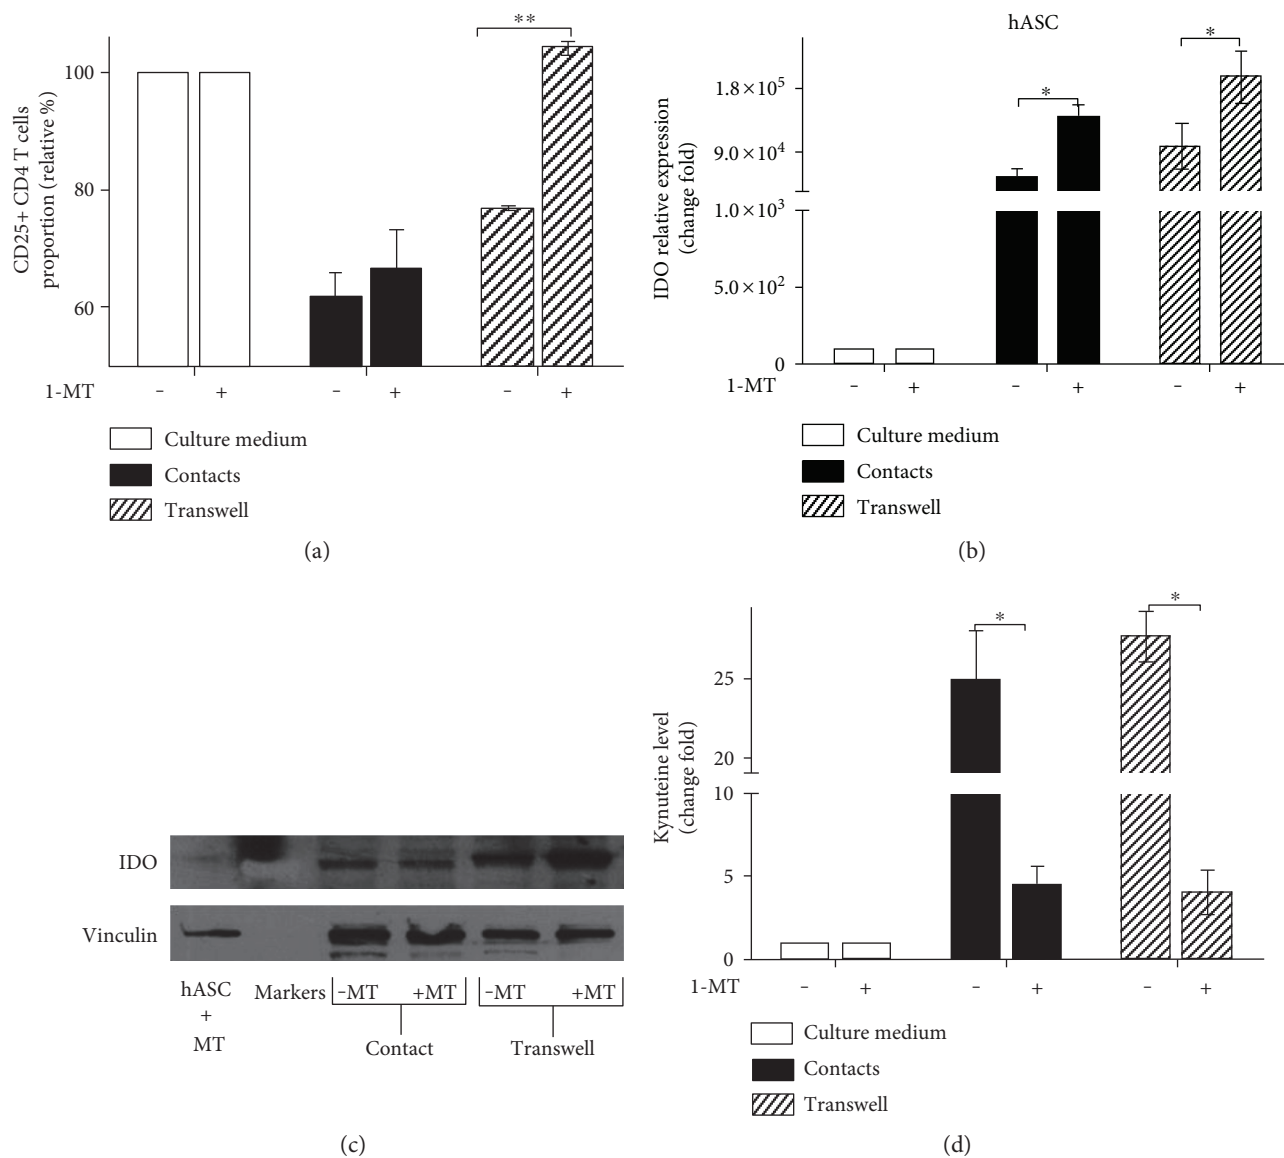 **
100
80
60
CD25+ CD4 T cells
proportion (relative %)
1-MT - + - + - +
Culture medium
Contacts
Transwell
(a)
hASC
*
*
1.8×10⁵
9.0×10⁴
1.0×10³
5.0×10²
0
IDO relative expression
(change fold)
1-MT - + - + - +
Culture medium
Contacts
Transwell
(b)
IDO
Vinculin
hASC
+
MT
Markers -MT +MT -MT +MT
Contact Transwell
(c)
*
*
25
20
10
5
0
Kynuteine level
(change fold)
1-MT - + - + - +
Culture medium
Contacts
Transwell
(d)